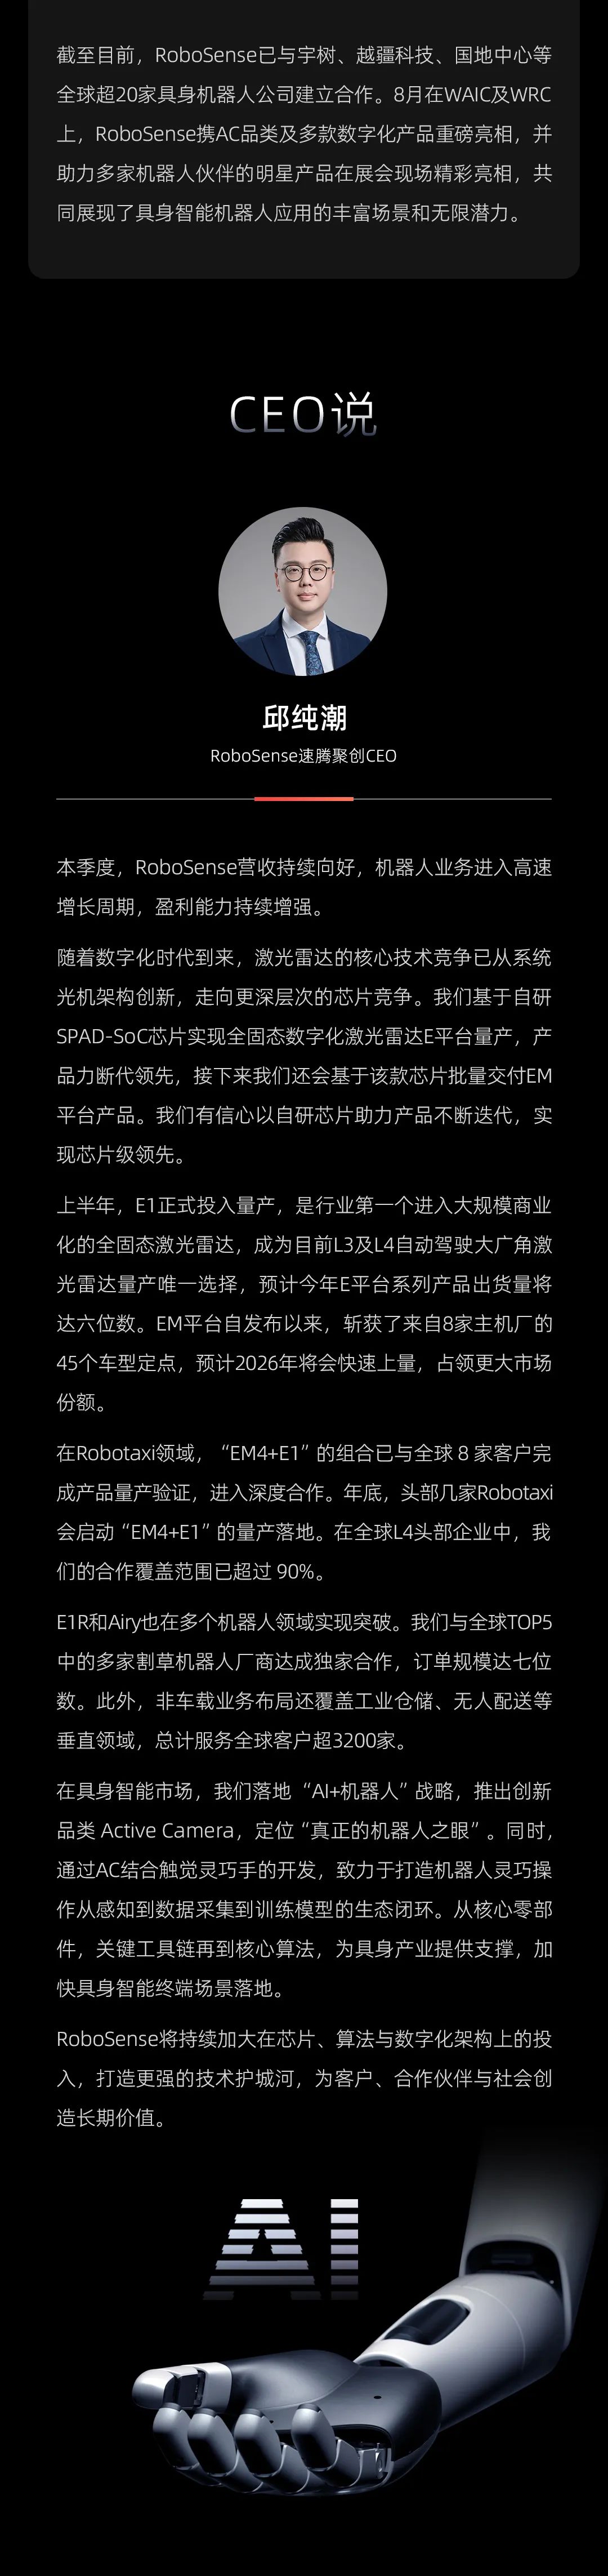 截至目前，RoboSense已与宇树、越疆科技、国地中心等
全球超20家具身机器人公司建立合作。8月在WAIC及WRC
上，RoboSense携AC品类及多款数字化产品重磅亮相，并
助力多家机器人伙伴的明星产品在展会现场精彩亮相，共
同展现了具身智能机器人应用的丰富场景和无限潜力。
CEO说
邱纯潮
RoboSense速腾聚创CEO
本季度，RoboSense营收持续向好，机器人业务进入高速
增长周期，盈利能力持续增强。
随着数字化时代到来，激光雷达的核心技术竞争已从系统
光机架构创新，走向更深层次的芯片竞争。我们基于自研
SPAD-SoC芯片实现全固态数字化激光雷达E平台量产，产
品力断代领先，接下来我们还会基于该款芯片批量交付EM
平台产品。我们有信心以自研芯片助力产品不断迭代，实
现芯片级领先。
上半年，E1正式投入量产，是行业第一个进入大规模商业
化的全固态激光雷达，成为目前L3及L4自动驾驶大广角激
光雷达量产唯一选择，预计今年E平台系列产品出货量将
达六位数。EM平台自发布以来，斩获了来自8家主机厂的
45个车型定点，预计2026年将会快速上量，占领更大市场
份额。
在Robotaxi领域，“EM4+E1”的组合已与全球 8 家客户完
成产品量产验证，进入深度合作。年底，头部几家Robotaxi
会启动“EM4+E1”的量产落地。在全球L4头部企业中，我
们的合作覆盖范围已超过 90%。
E1R和Airy也在多个机器人领域实现突破。我们与全球TOP5
中的多家割草机器人厂商达成独家合作，订单规模达七位
数。此外，非车载业务布局还覆盖工业仓储、无人配送等
垂直领域，总计服务全球客户超3200家。
在具身智能市场，我们落地“AI+机器人”战略，推出创新
品类 Active Camera，定位“真正的机器人之眼”。同时，
通过AC结合触觉灵巧手的开发，致力于打造机器人灵巧操
作从感知到数据采集到训练模型的生态闭环。从核心零部
件，关键工具链再到核心算法，为具身产业提供支撑，加
快具身智能终端场景落地。
RoboSense将持续加大在芯片、算法与数字化架构上的投
入，打造更强的技术护城河，为客户、合作伙伴与社会创
造长期价值。
AI